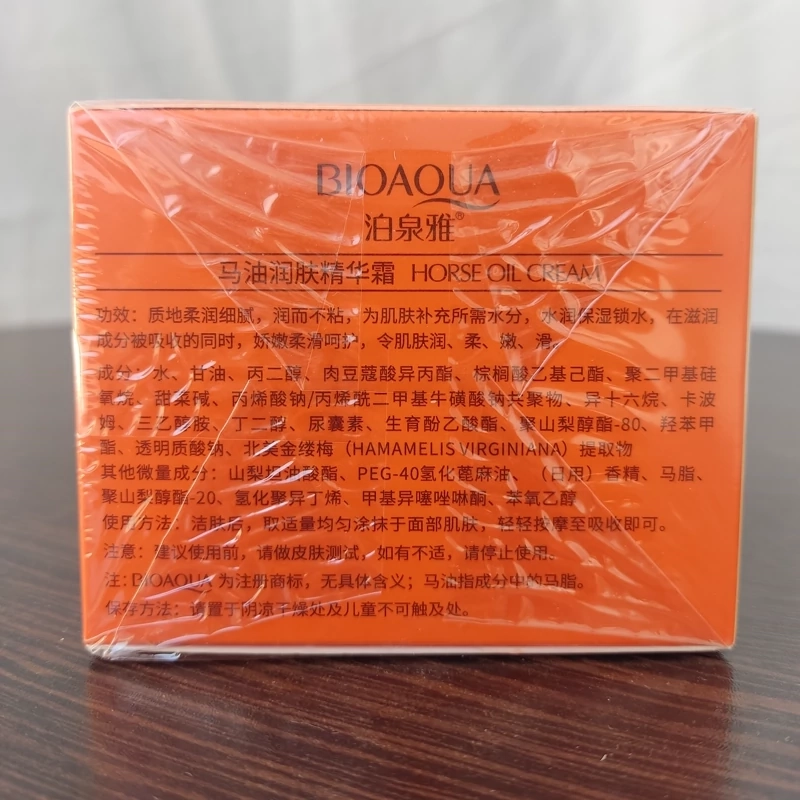 BIOAQUA
泊泉雅®
马油润肤精华霜 HORSE OIL CREAM
功效：质地柔润细腻，润而不粘，为肌肤补充所需水分，水润保湿锁水，在滋润
成分被吸收的同时，娇嫩柔滑呵护，令肌肤润、柔、嫩、滑。
成分：水、甘油、丙二醇、肉豆蔻酸异丙酯、棕榈酸乙基己酯、聚二甲基硅
氧烷、甜菜碱、丙烯酸钠/丙烯酰二甲基牛磺酸钠共聚物、异十六烷、卡波
姆、三乙醇胺、丁二醇、尿囊素、生育酚乙酸酯、聚山梨醇酯-80、羟苯甲
酯、透明质酸钠、北美金缕梅（HAMAMELIS VIRGINIANA）提取物
其他微量成分：山梨坦油酸酯、PEG-40氢化蓖麻油、（日用）香精、马脂、
聚山梨醇酯-20、氢化聚异丁烯、甲基异噻唑啉酮、苯氧乙醇
使用方法：洁肤后，取适量均匀涂抹于面部肌肤，轻轻按摩至吸收即可。
注意：建议使用前，请做皮肤测试，如有不适，请停止使用。
注：BIOAQUA 为注册商标，无具体含义；马油指成分中的马脂。
保存方法：请置于阴凉干燥处及儿童不可触及处。